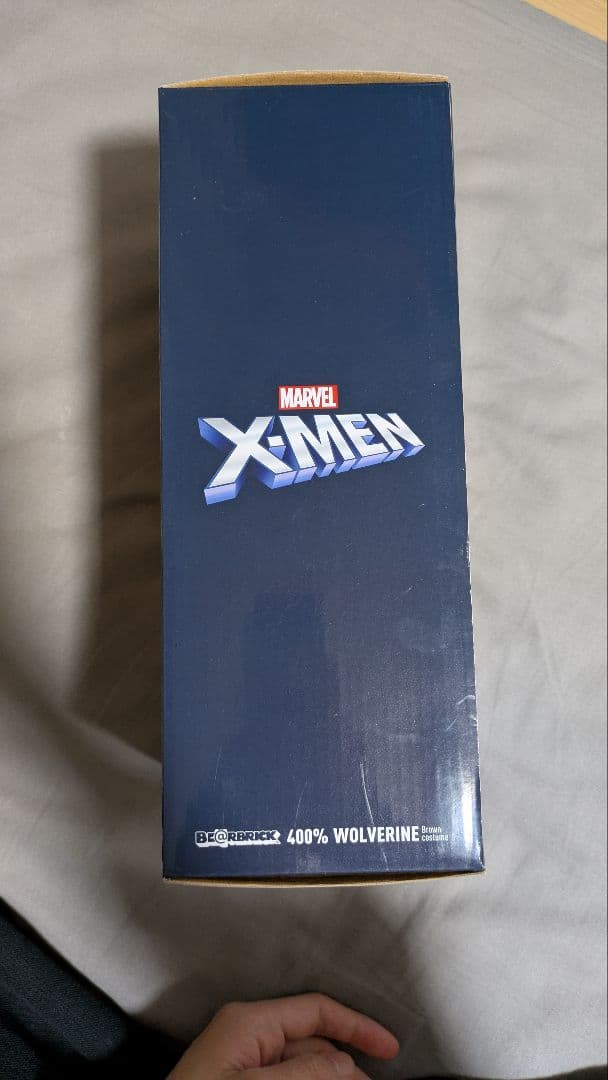 MARVEL
X-MEN
BE@RBRICK 400% WOLVERINE Brown costume